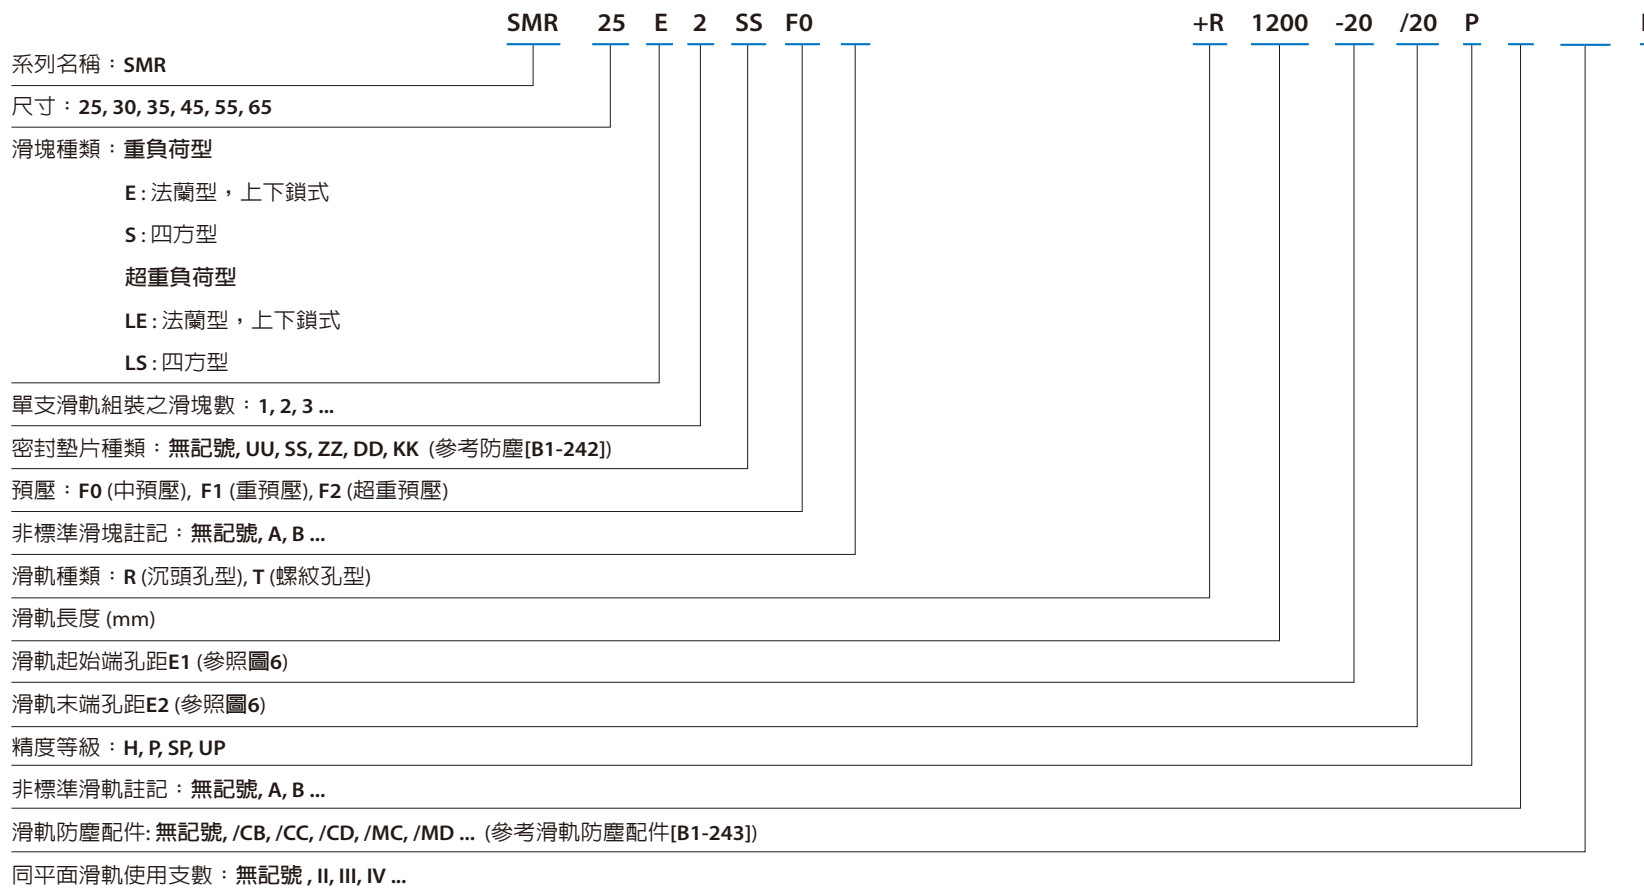 SMR 25 E 2 SS F0 +R 1200 -20 /20 P
系列名稱：SMR
尺寸：25, 30, 35, 45, 55, 65
滑塊種類：重負荷型
E : 法蘭型，上下鎖式
S : 四方型
超重負荷型
LE : 法蘭型，上下鎖式
LS : 四方型
單支滑軌組裝之滑塊數：1, 2, 3 ...
密封墊片種類：無記號, UU, SS, ZZ, DD, KK (參考防塵[B1-242])
預壓：F0 (中預壓), F1 (重預壓), F2 (超重預壓)
非標準滑塊註記：無記號, A, B ...
滑軌種類：R (沉頭孔型), T (螺紋孔型)
滑軌長度 (mm)
滑軌起始端孔距E1 (參照圖6)
滑軌末端孔距E2 (參照圖6)
精度等級：H, P, SP, UP
非標準滑軌註記：無記號, A, B ...
滑軌防塵配件: 無記號, /CB, /CC, /CD, /MC, /MD ... (參考滑軌防塵配件[B1-243])
同平面滑軌使用支數：無記號 , II, III, IV ...